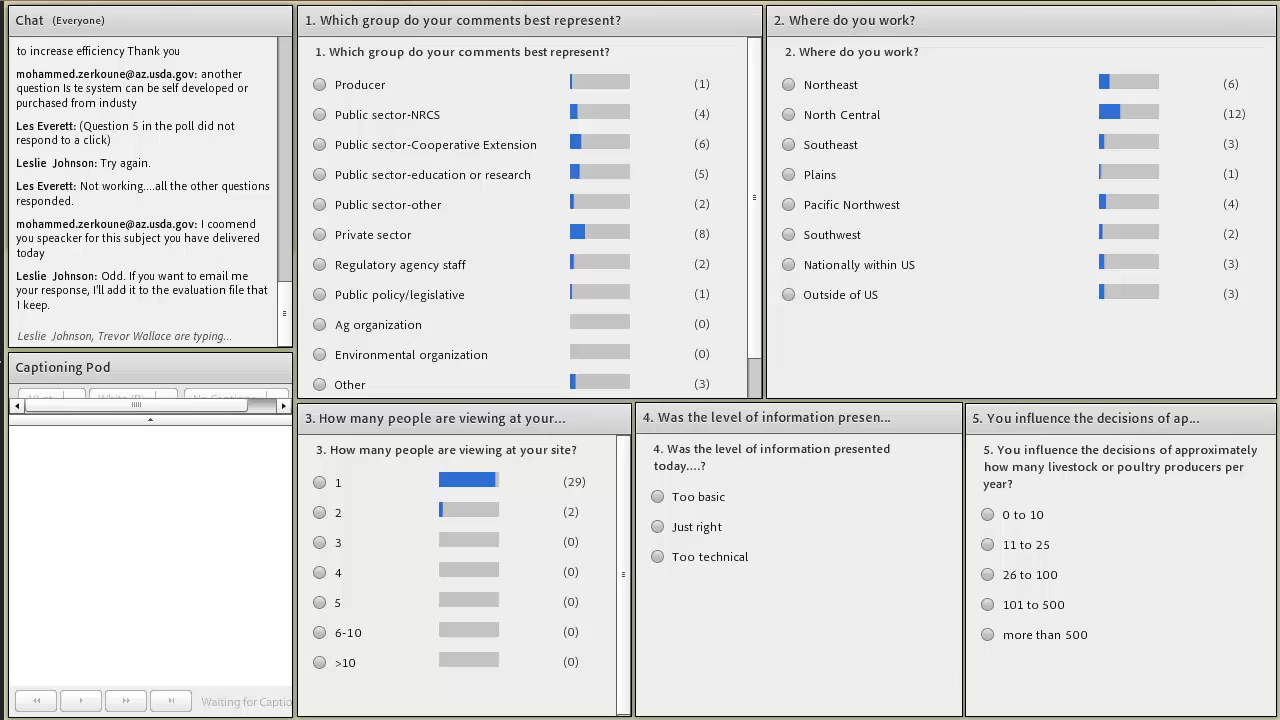 Chat (Everyone)
to increase efficiency Thank you
mohammed.zerkoune@az.usda.gov: another
question Is te system can be self developed or
purchased from industy
Les Everett: (Question 5 in the poll did not
respond to a click)
Leslie Johnson: Try again.
Les Everett: Not working....all the other questions
responded.
mohammed.zerkoune@az.usda.gov: I coomend
you speacker for this subject you have delivered
today
Leslie Johnson: Odd. If you want to email me
your response, I'll add it to the evaluation file that
I keep.
Leslie Johnson, Trevor Wallace are typing...
Captioning Pod
Waiting for Captio
1. Which group do your comments best represent?
1. Which group do your comments best represent?
Producer (1)
Public sector-NRCS (4)
Public sector-Cooperative Extension (6)
Public sector-education or research (5)
Public sector-other (2)
Private sector (8)
Regulatory agency staff (2)
Public policy/legislative (1)
Ag organization (0)
Environmental organization (0)
Other (3)
2. Where do you work?
2. Where do you work?
Northeast (6)
North Central (12)
Southeast (3)
Plains (1)
Pacific Northwest (4)
Southwest (2)
Nationally within US (3)
Outside of US (3)
3. How many people are viewing at your...
3. How many people are viewing at your site?
1 (29)
2 (2)
3 (0)
4 (0)
5 (0)
6-10 (0)
>10 (0)
4. Was the level of information presen...
4. Was the level of information presented
today....?
Too basic
Just right
Too technical
5. You influence the decisions of ap...
5. You influence the decisions of approximately
how many livestock or poultry producers per
year?
0 to 10
11 to 25
26 to 100
101 to 500
more than 500